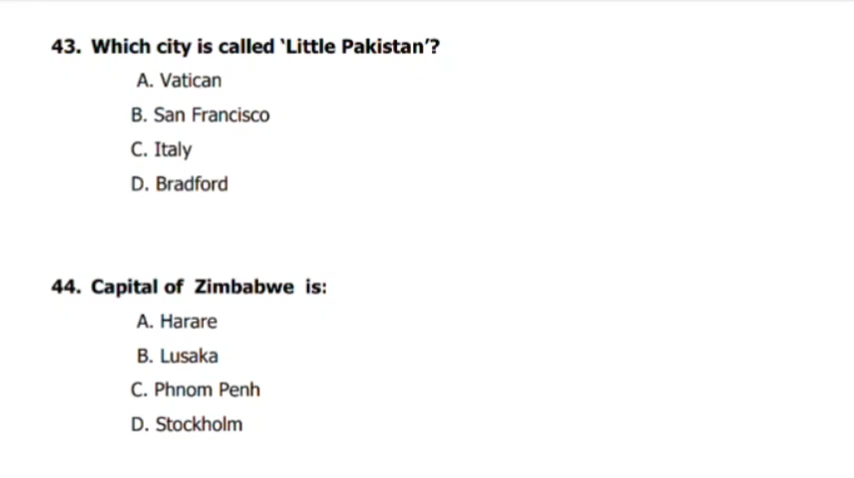 43. Which city is called ‘Little Pakistan’?
A. Vatican
B. San Francisco
C. Italy
D. Bradford
44. Capital of Zimbabwe is:
A. Harare
B. Lusaka
C. Phnom Penh
D. Stockholm